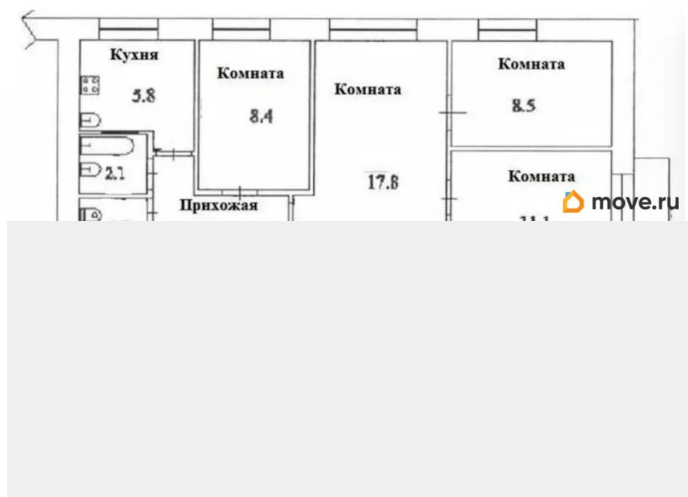 Кухня
5.8
Комната
8.4
Комната
17.8
Комната
8.5
2.1
Прихожая
Комната
move.ru